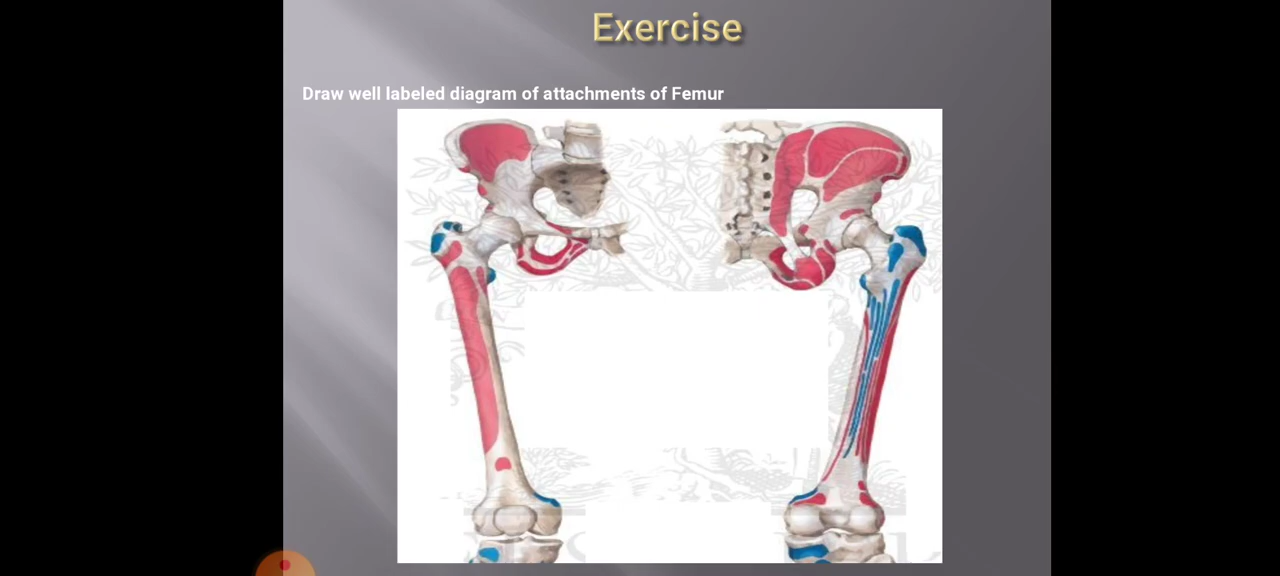 Exercise
Draw well labeled diagram of attachments of Femur